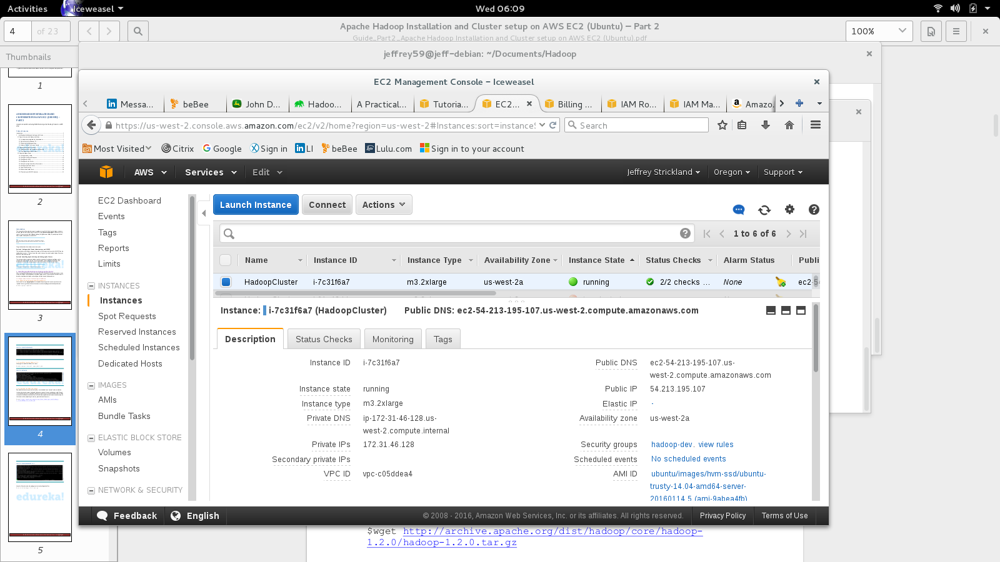 Activities
Iceweasel
Wed 06:09
4
of 23
Apache Hadoop Installation and Cluster setup on AWS EC2 (Ubuntu) – Part 2
Guide_Part2_Apache Hadoop Installation and Cluster setup on AWS EC2 (Ubuntu).pdf
100%
Thumbnails
jeffrey59@jeff-debian: ~/Documents/Hadoop
EC2 Management Console - Iceweasel
Messa...
beBee
John D...
Hadoo...
A Practical...
Tutoria...
EC2...
Billing ...
IAM Ro...
IAM Ma...
Amazo
https://us-west-2.console.aws.amazon.com/ec2/v2/home?region=us-west-2#Instances:sort=instance
Search
Most Visited
Citrix
Google
Sign in
LI
beBee
Lulu.com
Sign in to your account
AWS
Services
Edit
Jeffrey Strickland
Oregon
Support
EC2 Dashboard
Events
Tags
Reports
Limits
INSTANCES
Instances
Spot Requests
Reserved Instances
Scheduled Instances
Dedicated Hosts
IMAGES
AMIs
Bundle Tasks
ELASTIC BLOCK STORE
Volumes
Snapshots
NETWORK & SECURITY
Launch Instance
Connect
Actions
1 to 6 of 6
Name
Instance ID
Instance Type
Availability Zone
Instance State
Status Checks
Alarm Status
Publi
HadoopCluster
i-7c31f6a7
m3.2xlarge
us-west-2a
running
2/2 checks ...
None
ec2-54
Instance: i-7c31f6a7 (HadoopCluster)
Public DNS: ec2-54-213-195-107.us-west-2.compute.amazonaws.com
Description
Status Checks
Monitoring
Tags
Instance ID
i-7c31f6a7
Public DNS
ec2-54-213-195-107.us-
west-2.compute.amazonaws.com
Instance state
running
Public IP
54.213.195.107
Instance type
m3.2xlarge
Elastic IP
-
Private DNS
ip-172-31-46-128.us-
west-2.compute.internal
Availability zone
us-west-2a
Private IPs
172.31.46.128
Security groups
hadoop-dev. view rules
Secondary private IPs
Scheduled events
No scheduled events
VPC ID
vpc-c05ddea4
AMI ID
ubuntu/images/hvm-ssd/ubuntu-
trusty-14.04-amd64-server-
20160114.5 (ami-9abea4fb)
Feedback
English
© 2008 - 2016, Amazon Web Services, Inc. or its affiliates. All rights reserved.
Privacy Policy
Terms of Use
$wget http://archive.apache.org/dist/hadoop/core/hadoop-
1.2.0/hadoop-1.2.0.tar.gz
1
2
3
4
edureka!
5